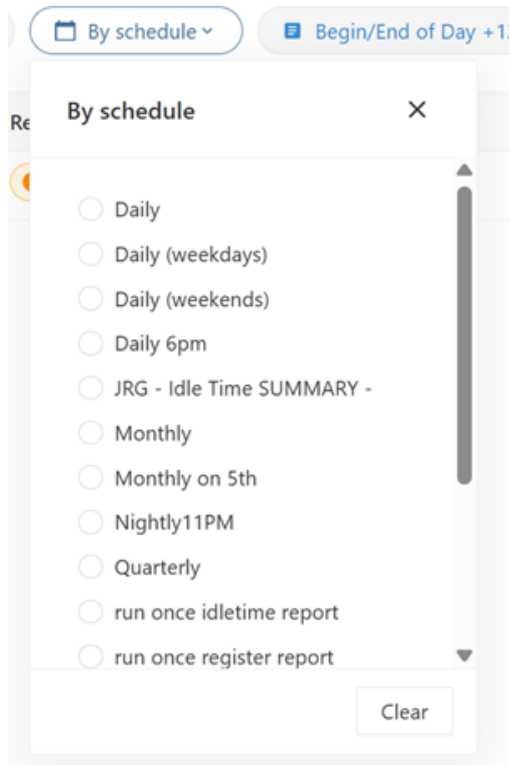 By schedule
Begin/End of Day +1
Re
By schedule
Daily
Daily (weekdays)
Daily (weekends)
Daily 6pm
JRG - Idle Time SUMMARY -
Monthly
Monthly on 5th
Nightly11PM
Quarterly
run once idletime report
run once register report
Clear